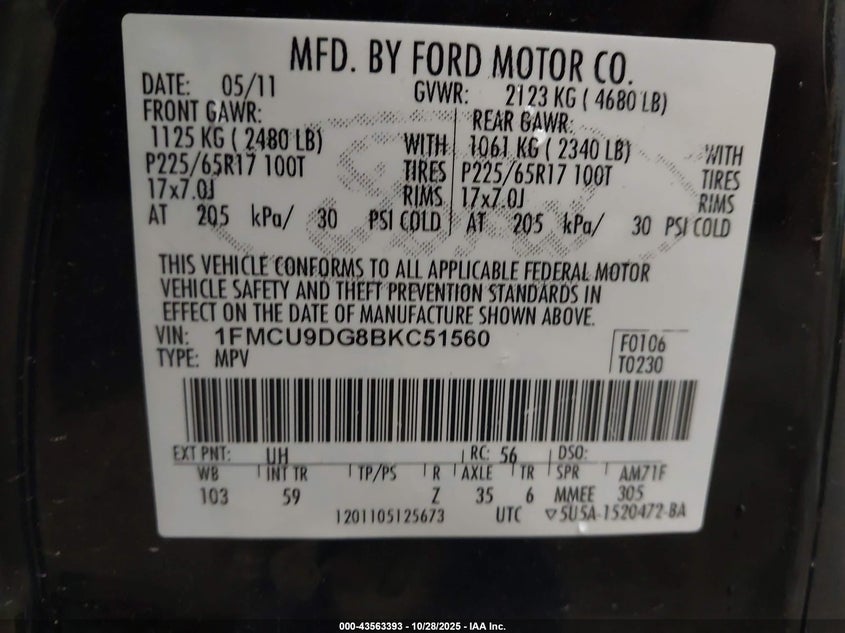 MFD. BY FORD MOTOR CO.
DATE: 05/11 GVWR: 2123 KG ( 4680 LB)
FRONT GAWR: REAR GAWR:
1125 KG ( 2480 LB) WITH 1061 KG ( 2340 LB) WITH
P225/65R17 100T TIRES P225/65R17 100T TIRES
17x7.0J RIMS 17x7.0J RIMS
AT 205 kPa/ 30 PSI COLD AT 205 kPa/ 30 PSI COLD
THIS VEHICLE CONFORMS TO ALL APPLICABLE FEDERAL MOTOR
VEHICLE SAFETY AND THEFT PREVENTION STANDARDS IN
EFFECT ON THE DATE OF MANUFACTURE SHOWN ABOVE.
VIN: 1FMCU9DG8BKC51560 F0106
TYPE: MPV T0230
EXT PNT: UH RC: 56 DSO:
WB INT TR TP/PS R AXLE TR SPR AM71F
103 59 Z 35 6 MMEE 305
1201105125673 UTC ▽5U5A-1520472-BA
000-43563393 - 10/28/2025 - IAA Inc.